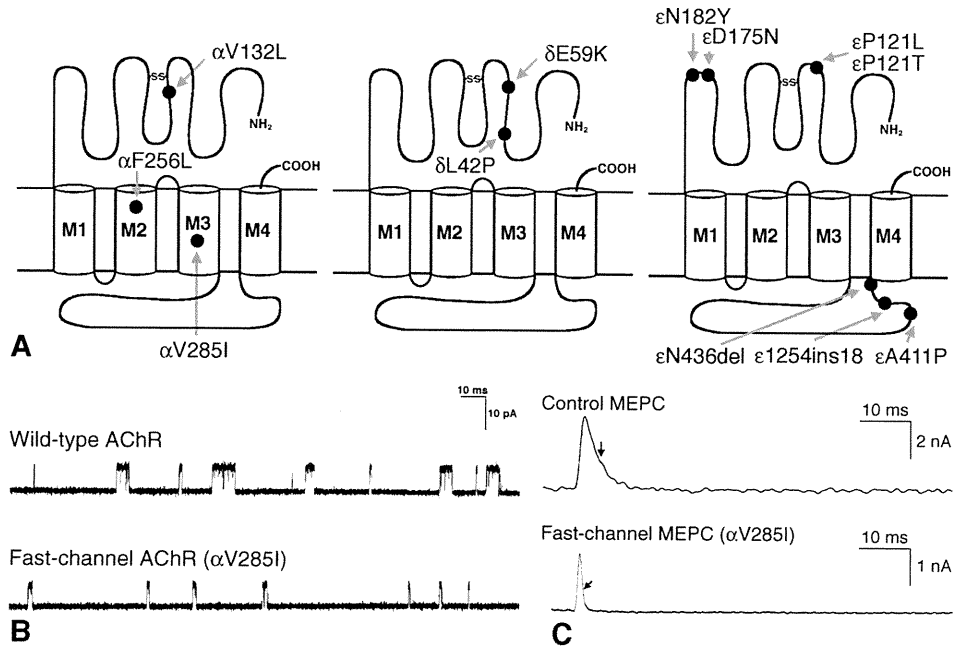 αV132L
SS
NH₂
αF256L
COOH
M1
M2
M3
M4
αV285I
δE59K
SS
NH₂
δL42P
COOH
M1
M2
M3
M4
εN182Y
εD175N
εP121L
εP121T
SS
NH₂
COOH
M1
M2
M3
M4
εN436del
ε1254ins18
εA411P
A
10 ms
10 pA
Wild-type AChR
Fast-channel AChR (αV285I)
B
Control MEPC
10 ms
2 nA
Fast-channel MEPC (αV285I)
10 ms
1 nA
C